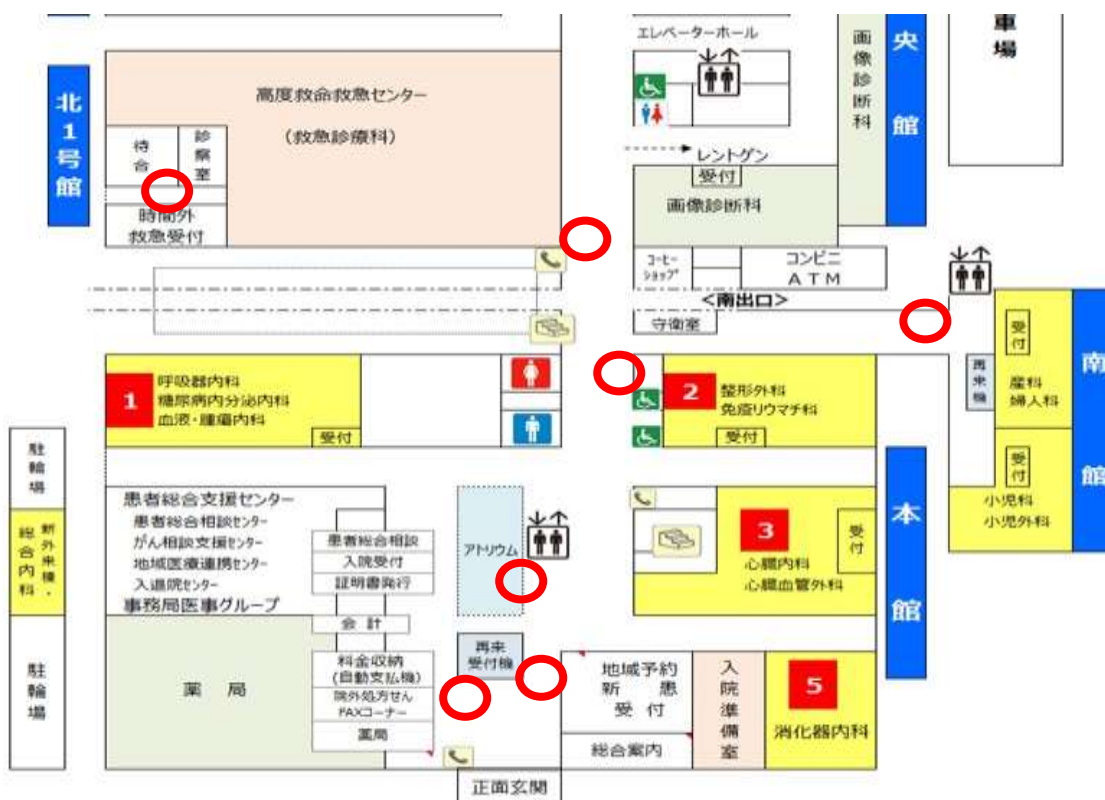 エレベーターホール
車場
画像診断科
央館
北1号館
高度救命救急センター
(救急診療科)
待合
診察室
レントゲン
受付
画像診断科
時間外
救急受付
コーヒー
ショップ
コンビニ
ATM
<南出口>
守衛室
受付
産科
婦人科
再来機
南館
1
呼吸器内科
糖尿病内分泌内科
血液・腫瘍内科
受付
2
整形外科
免疫リウマチ科
受付
受付
小児科
小児外科
駐輪場
患者総合支援センター
患者総合相談センター
がん相談支援センター
地域医療連携センター
入退院センター
事務局医事グループ
患者総合相談
入院受付
証明書発行
会計
アトリウム
3
心臓内科
心臓血管外科
受付
本館
新外来棟・
総合内科
駐輪場
薬局
料金収納
(自動支払機)
院外処方せん
FAXコーナー
薬局
再来
受付機
地域予約
新患
受付
総合案内
入院準備室
5
消化器内科
正面玄関